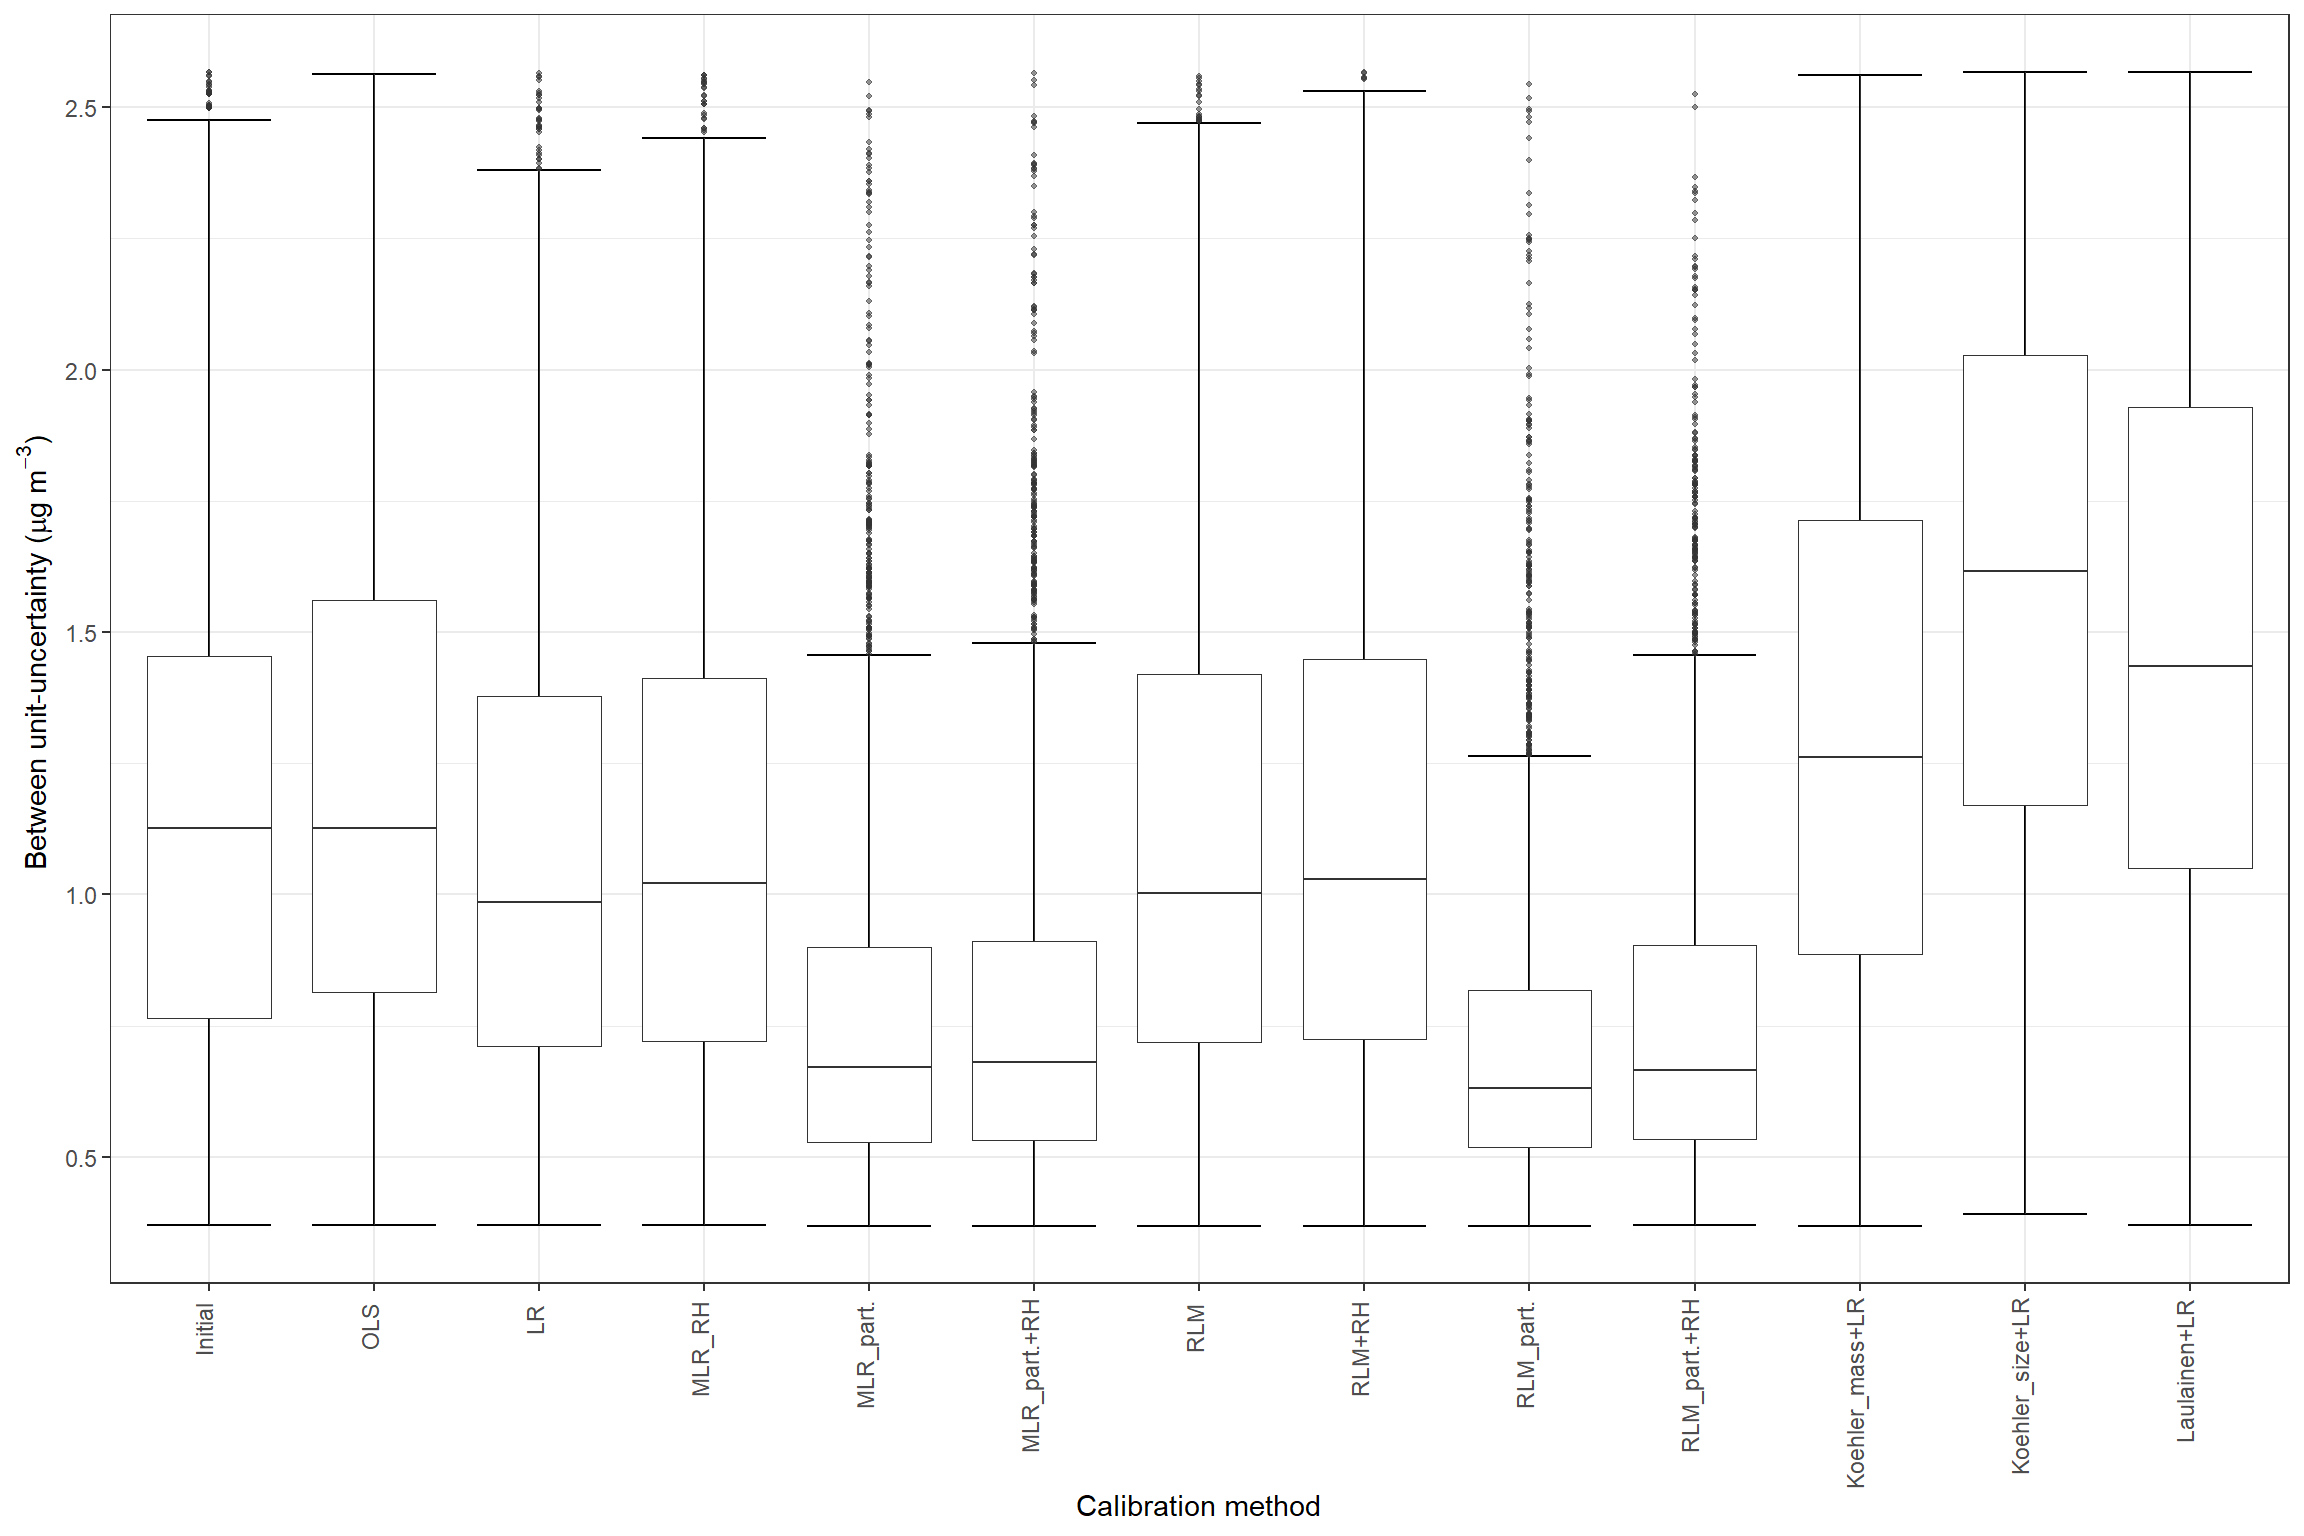 Between unit-uncertainty (µg m⁻³)
2.5
2.0
1.5
1.0
0.5
Initial
OLS
LR
MLR_RH
MLR_part.
MLR_part.+RH
RLM
RLM+RH
RLM_part.
RLM_part.+RH
Koehler_mass+LR
Koehler_size+LR
Laulainen+LR
Calibration method